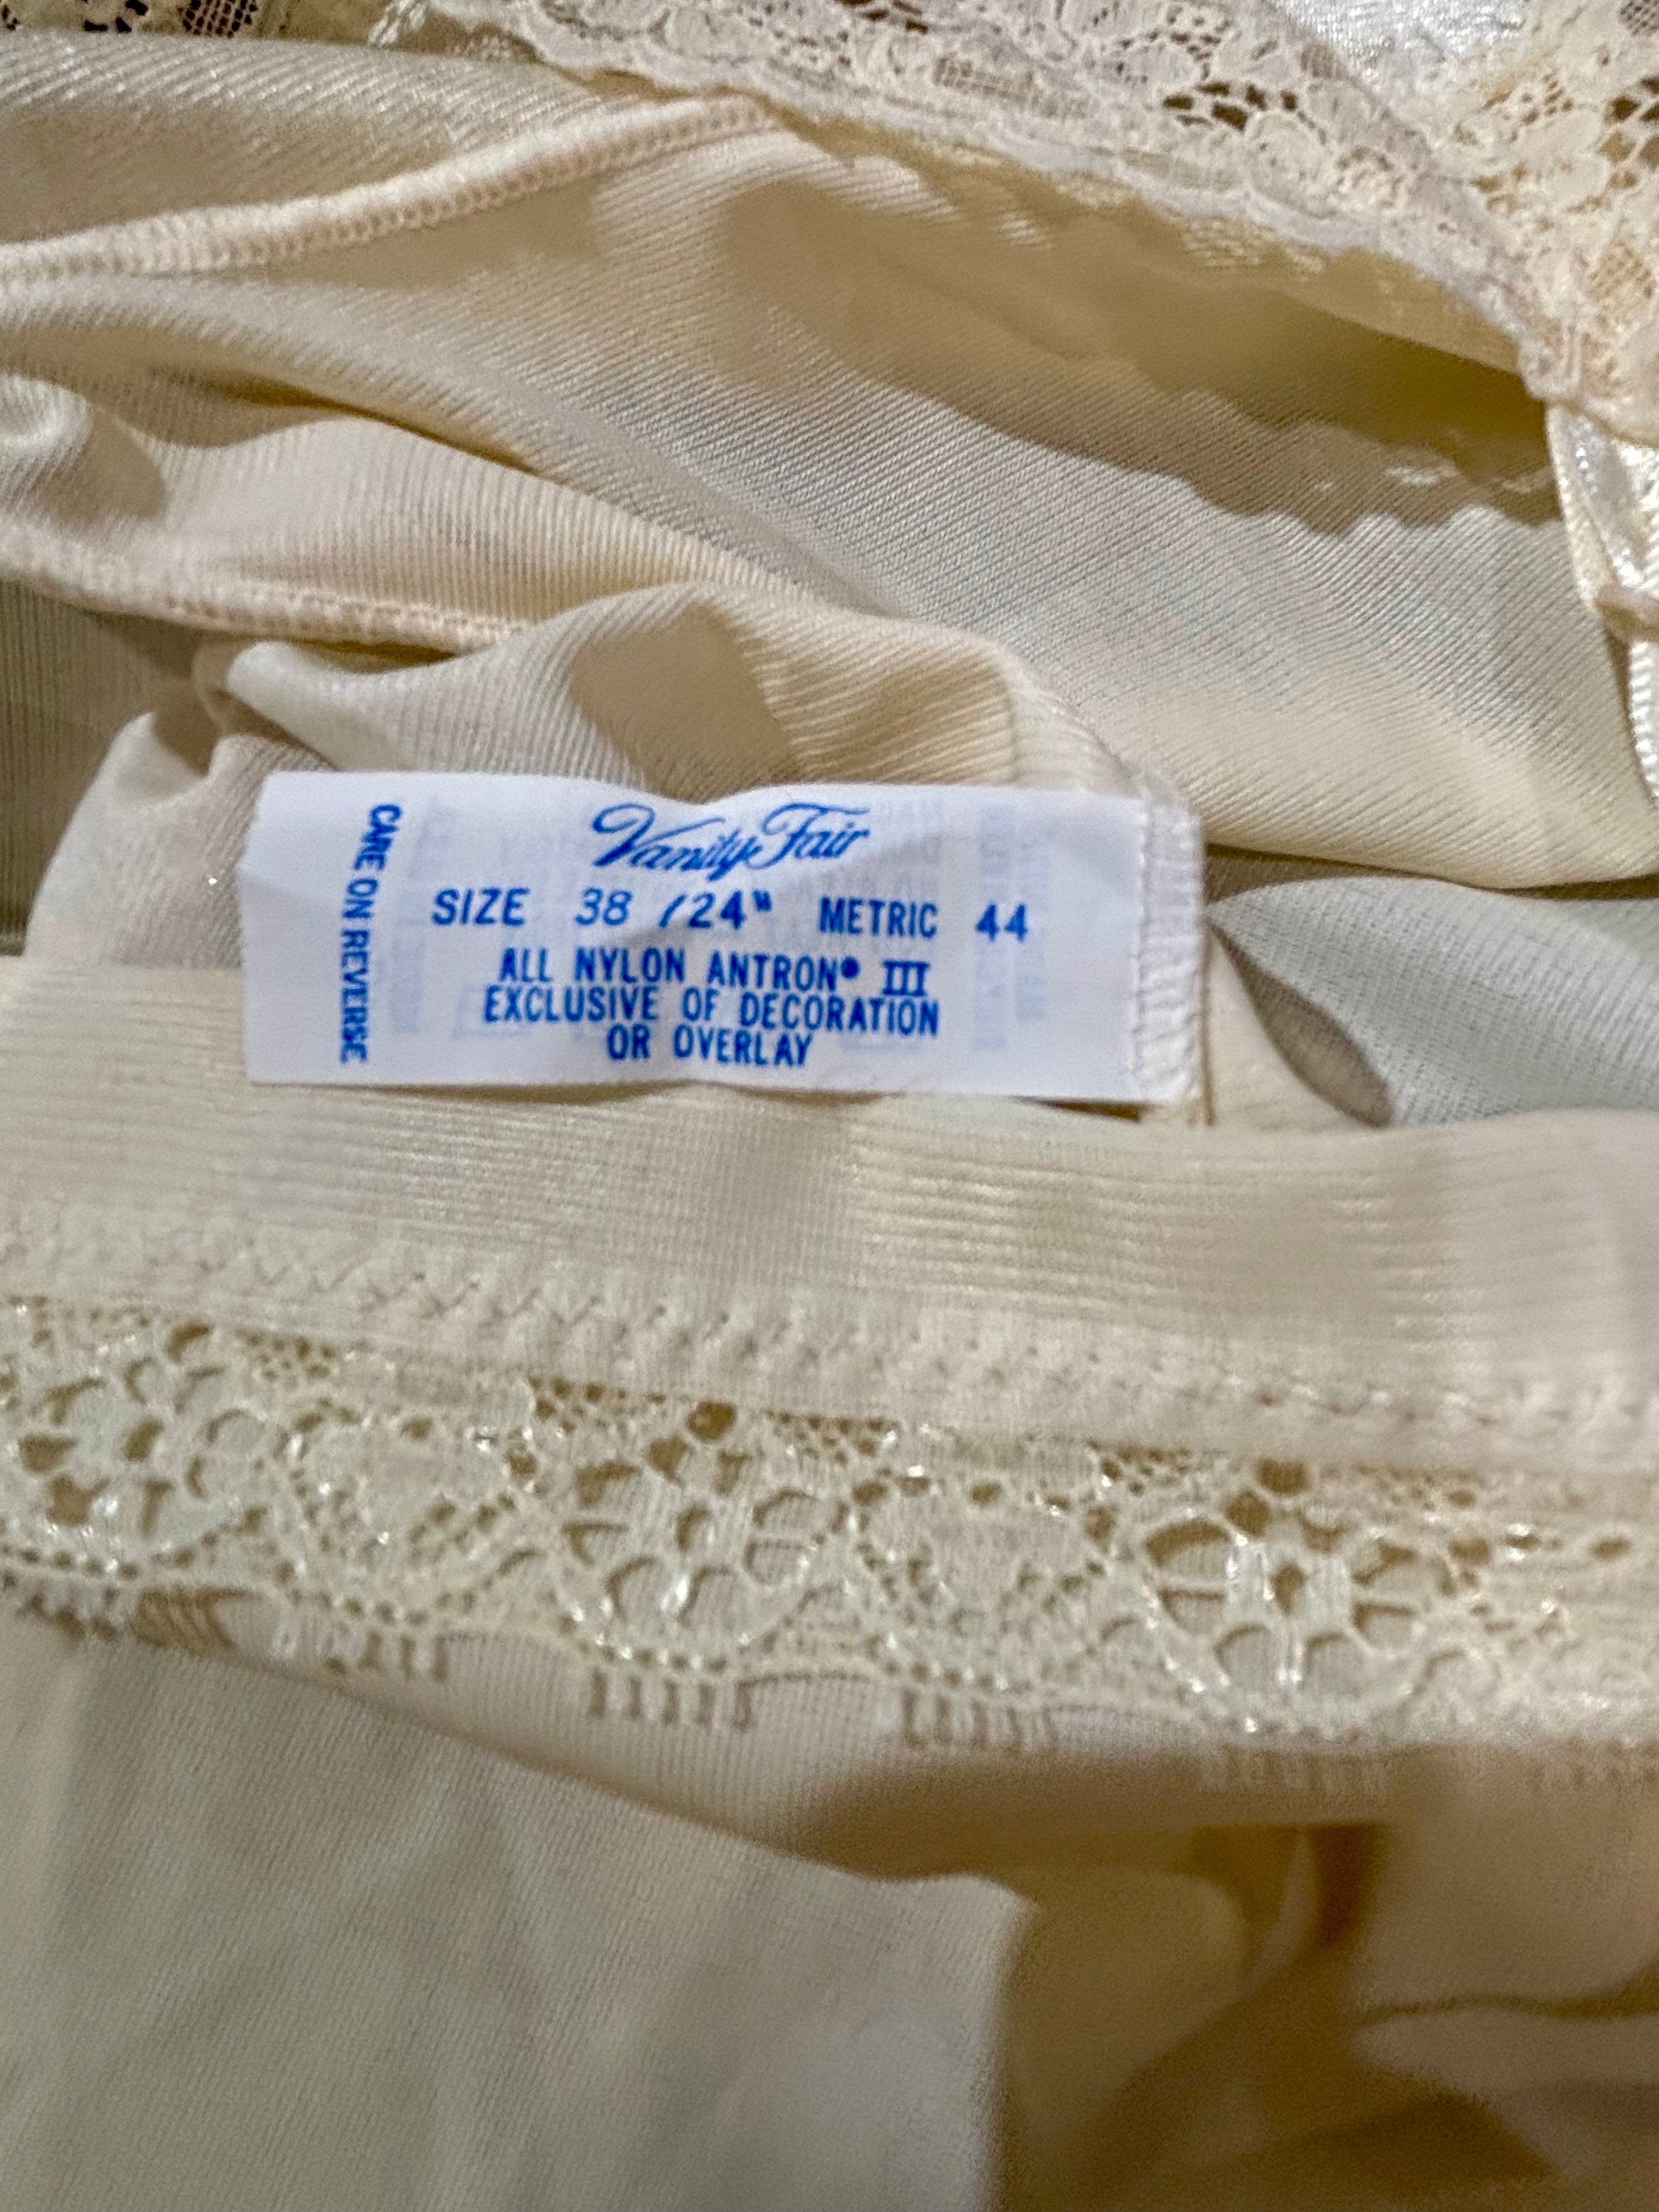 Vanity Fair
SIZE 38 /24" METRIC 44
ALL NYLON ANTRON® III
EXCLUSIVE OF DECORATION
OR OVERLAY
CARE ON REVERSE